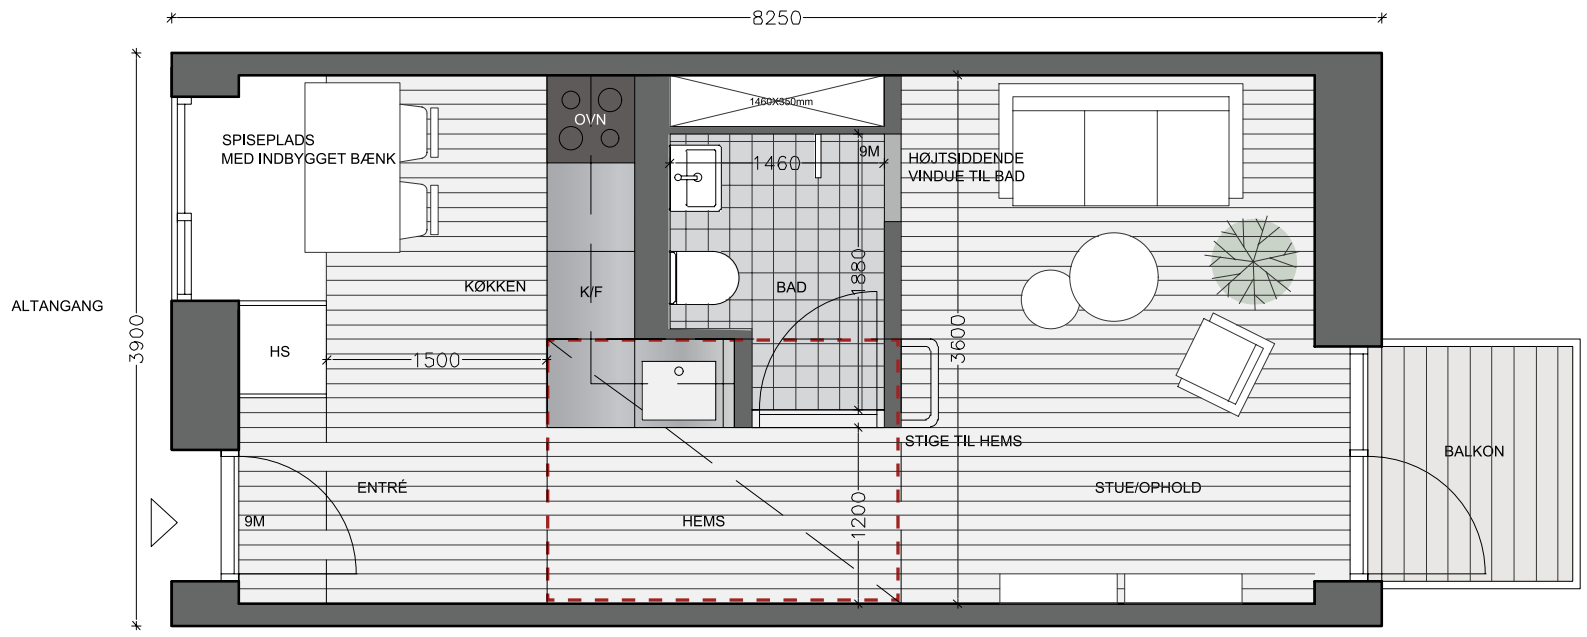 8250
1460X350mm
OVN
SPISEPLADS
MED INDBYGGET BÆNK
1460
9M
HØJTSIDDENDE
VINDUE TIL BAD
KØKKEN
K/F
BAD
1880
ALTANGANG
3900
HS
1500
3600
STIGE TIL HEMS
BALKON
ENTRÉ
STUE/OPHOLD
9M
HEMS
1200